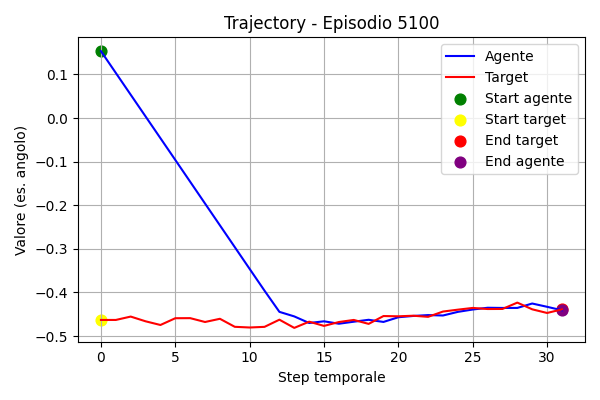 Trajectory - Episodio 5100
Agente
Target
Start agente
Start target
End target
End agente
Valore (es. angolo)
0.1
0.0
−0.1
−0.2
−0.3
−0.4
−0.5
0 5 10 15 20 25 30
Step temporale